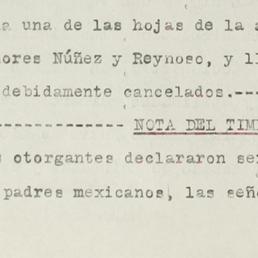 a una de las hojas de la
ores Núñez y Reynoso, y
debidamente cancelados.---
------------- NOTA DEL TIM
s otorgantes declararon se
padres mexicanos, las seño